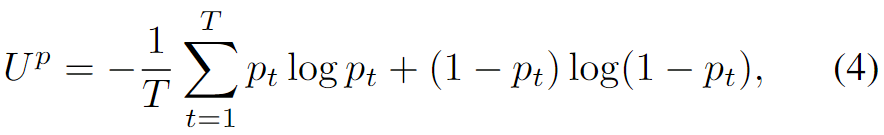 U^p = -\frac{1}{T} \sum_{t=1}^{T} p_t \log p_t + (1 - p_t) \log(1 - p_t), (4)